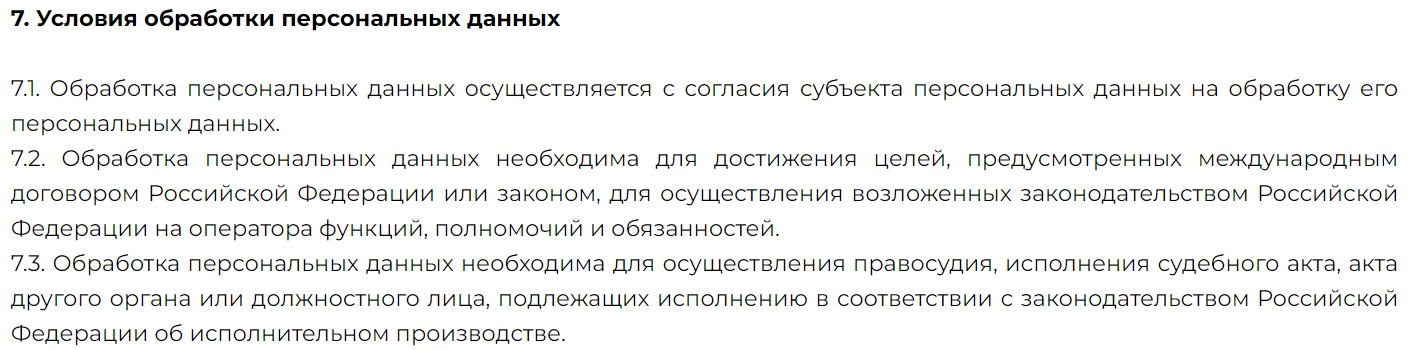 7. Условия обработки персональных данных
7.1. Обработка персональных данных осуществляется с согласия субъекта персональных данных на обработку его
персональных данных.
7.2. Обработка персональных данных необходима для достижения целей, предусмотренных международным
договором Российской Федерации или законом, для осуществления возложенных законодательством Российской
Федерации на оператора функций, полномочий и обязанностей.
7.3. Обработка персональных данных необходима для осуществления правосудия, исполнения судебного акта, акта
другого органа или должностного лица, подлежащих исполнению в соответствии с законодательством Российской
Федерации об исполнительном производстве.